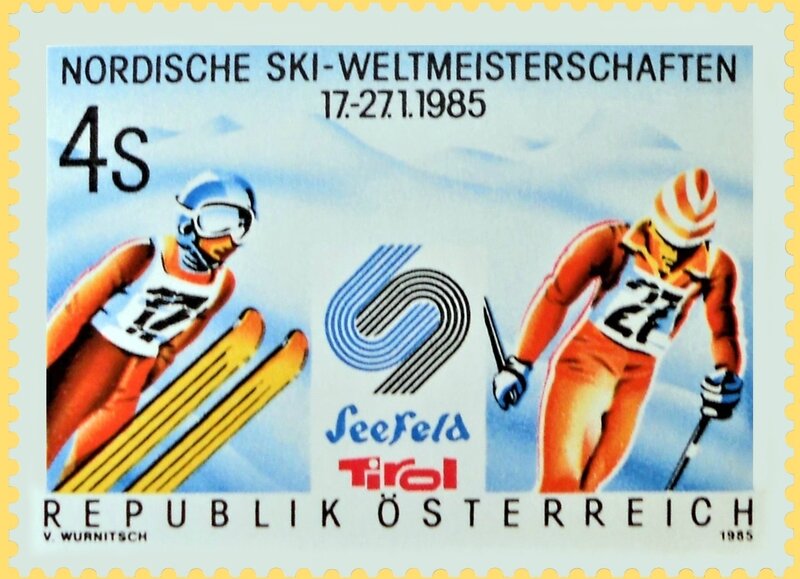 NORDISCHE SKI-WELTMEISTERSCHAFTEN
17.-27.1.1985
4S
17
27
Seefeld
Tirol
REPUBLIK ÖSTERREICH
V. WURNITSCH 1985